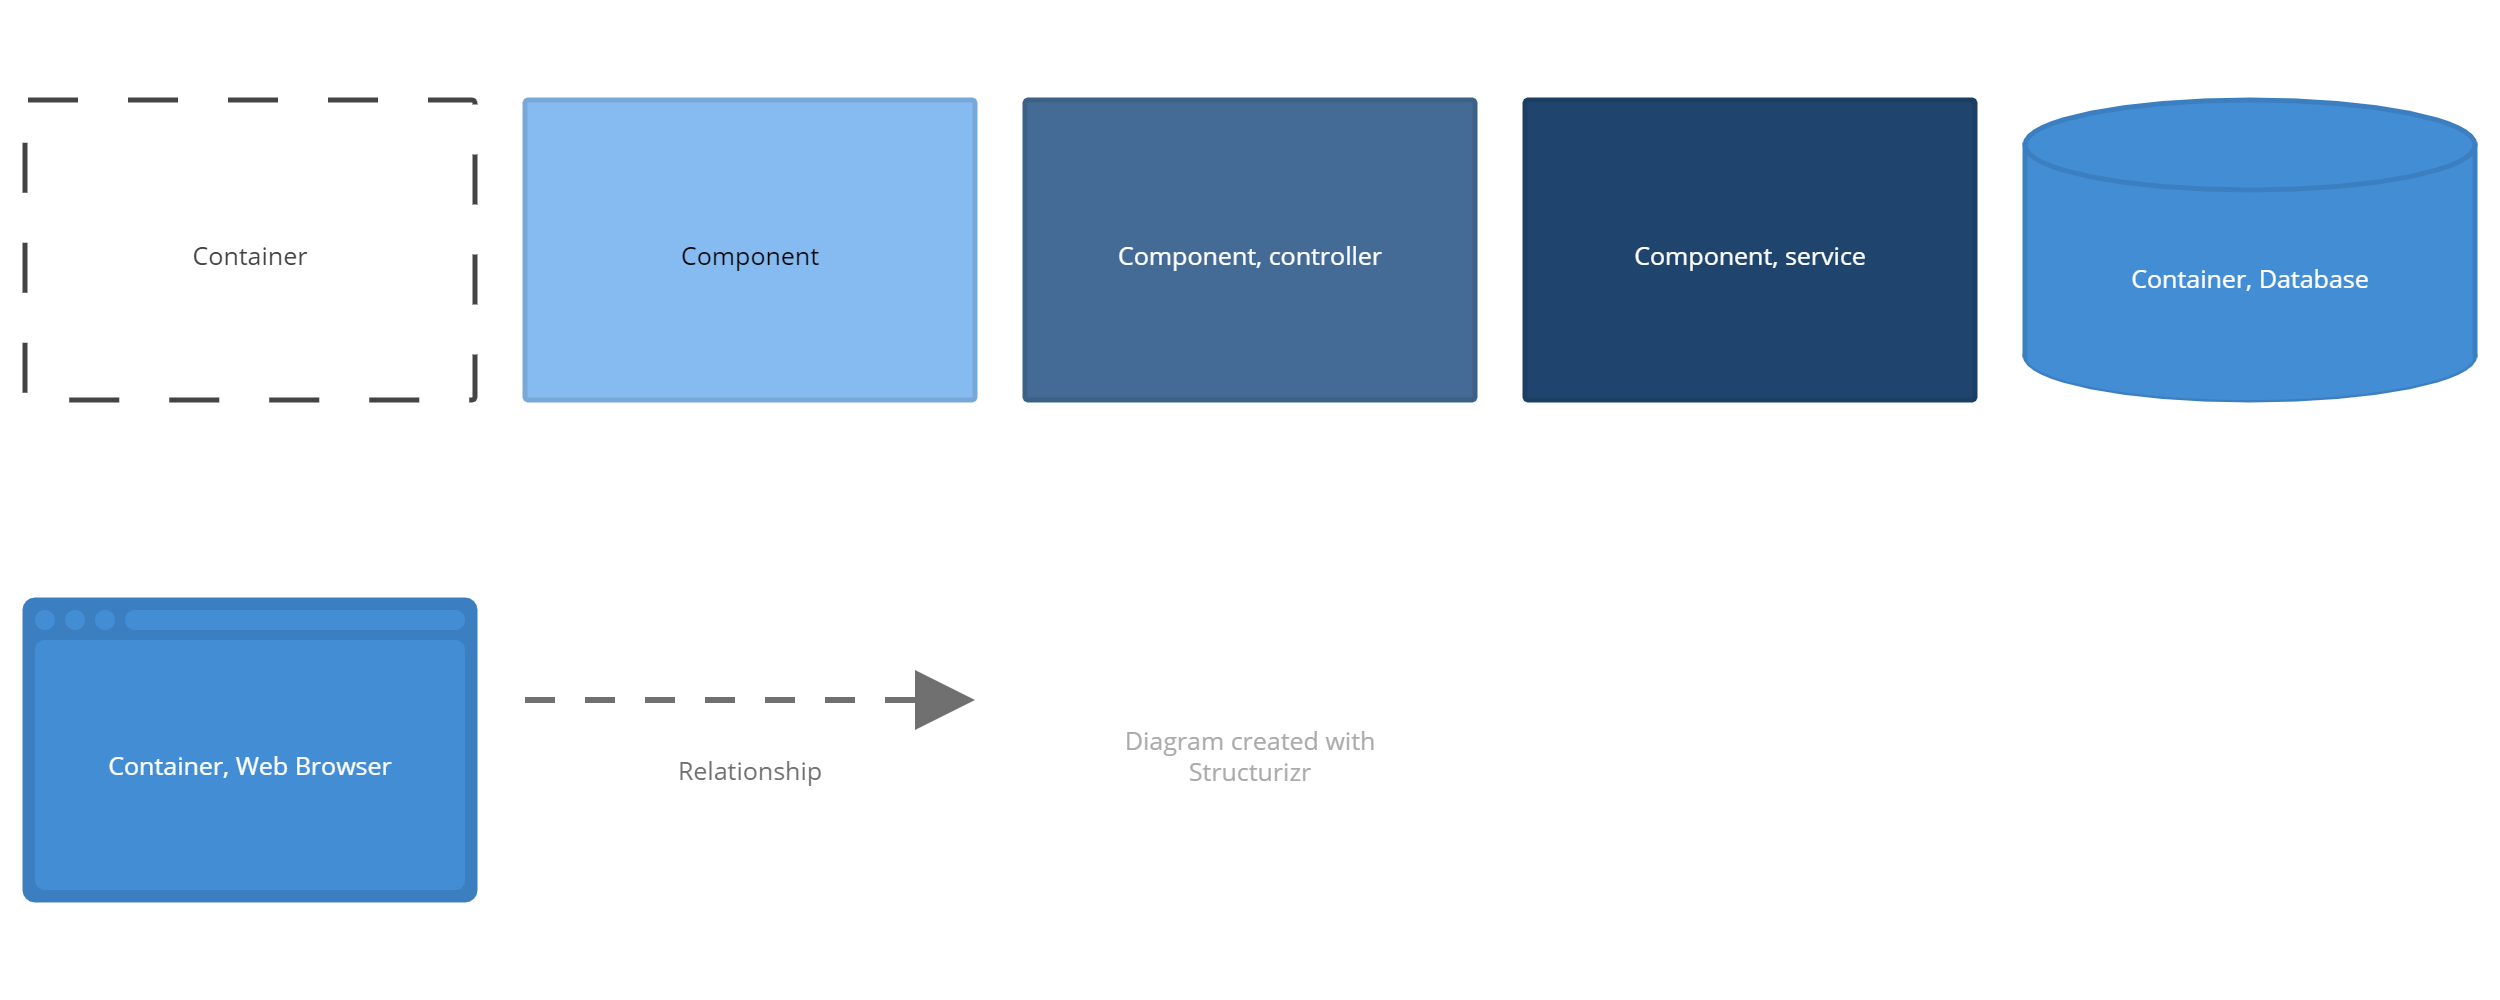 Container
Component
Component, controller
Component, service
Container, Database
Container, Web Browser
Relationship
Diagram created with
Structurizr